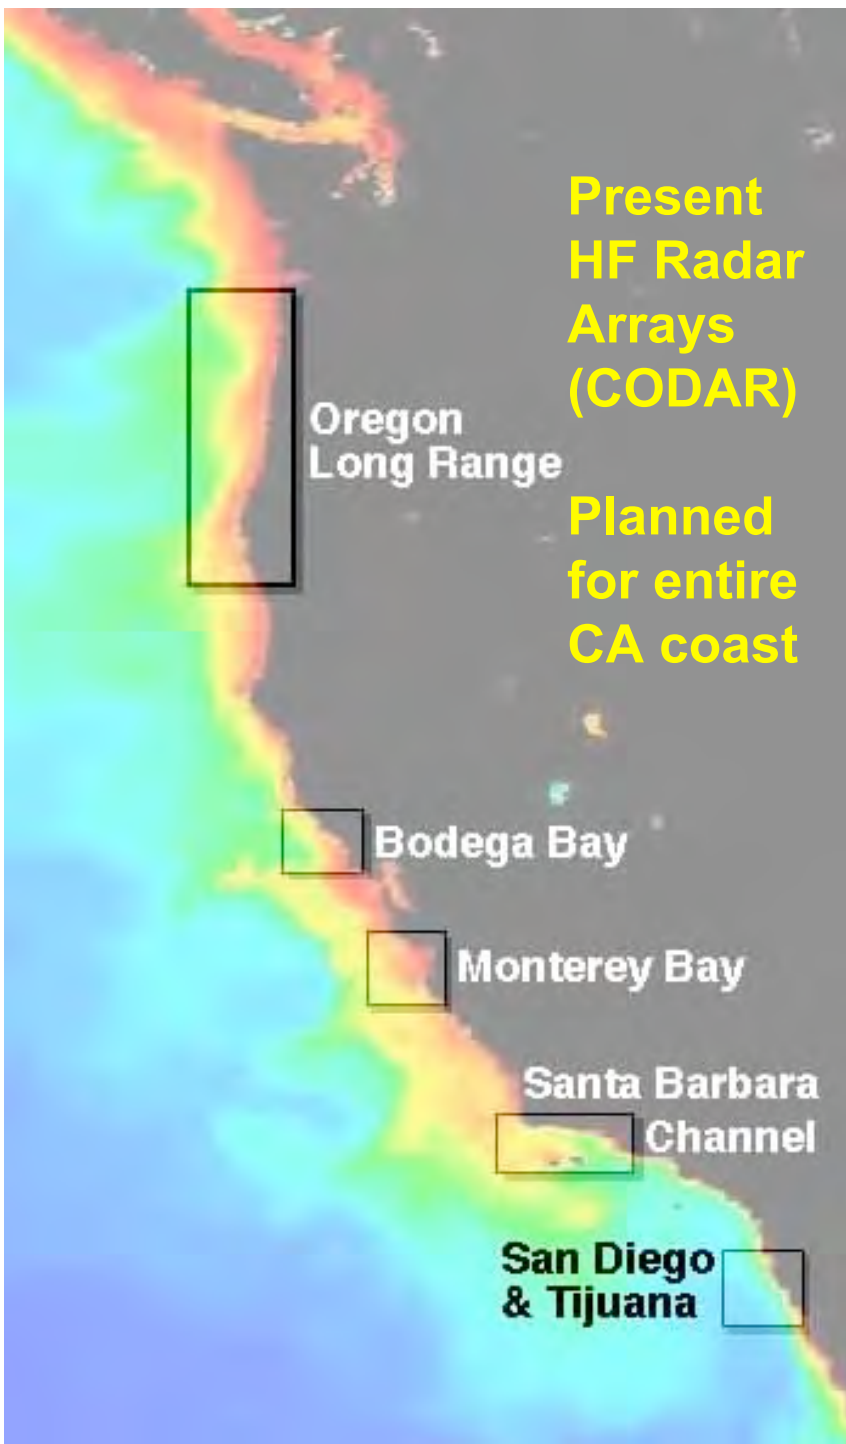 Present
HF Radar
Arrays
(CODAR)
Planned
for entire
CA coast
Oregon
Long Range
Bodega Bay
Monterey Bay
Santa Barbara
Channel
San Diego
& Tijuana